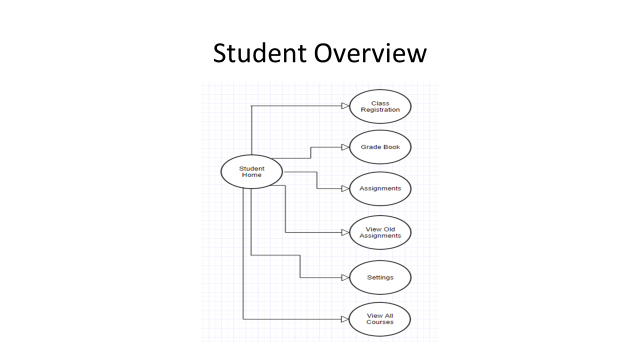 Student Overview
Class
Registration
Grade Book
Student
Home
Assignments
View Old
Assignments
Settings
View All
Courses